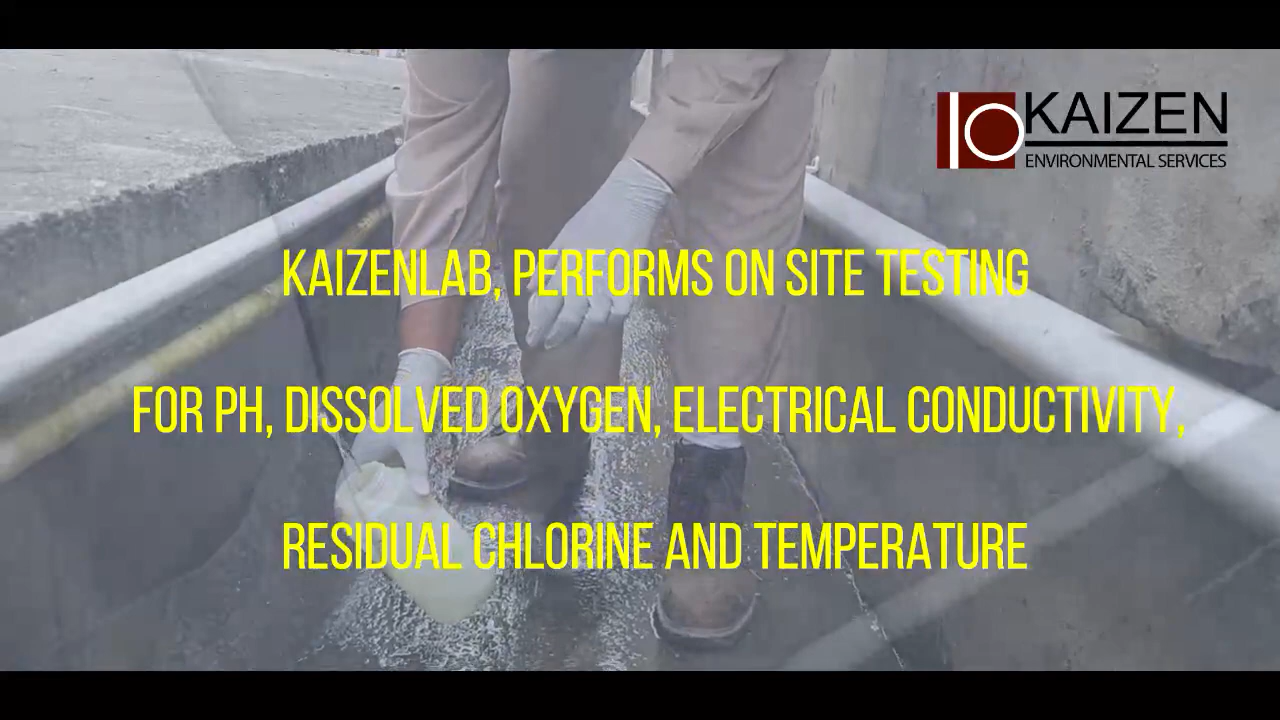 KAIZEN
ENVIRONMENTAL SERVICES
KAIZENLAB, PERFORMS ON SITE TESTING
FOR PH, DISSOLVED OXYGEN, ELECTRICAL CONDUCTIVITY,
RESIDUAL CHLORINE AND TEMPERATURE